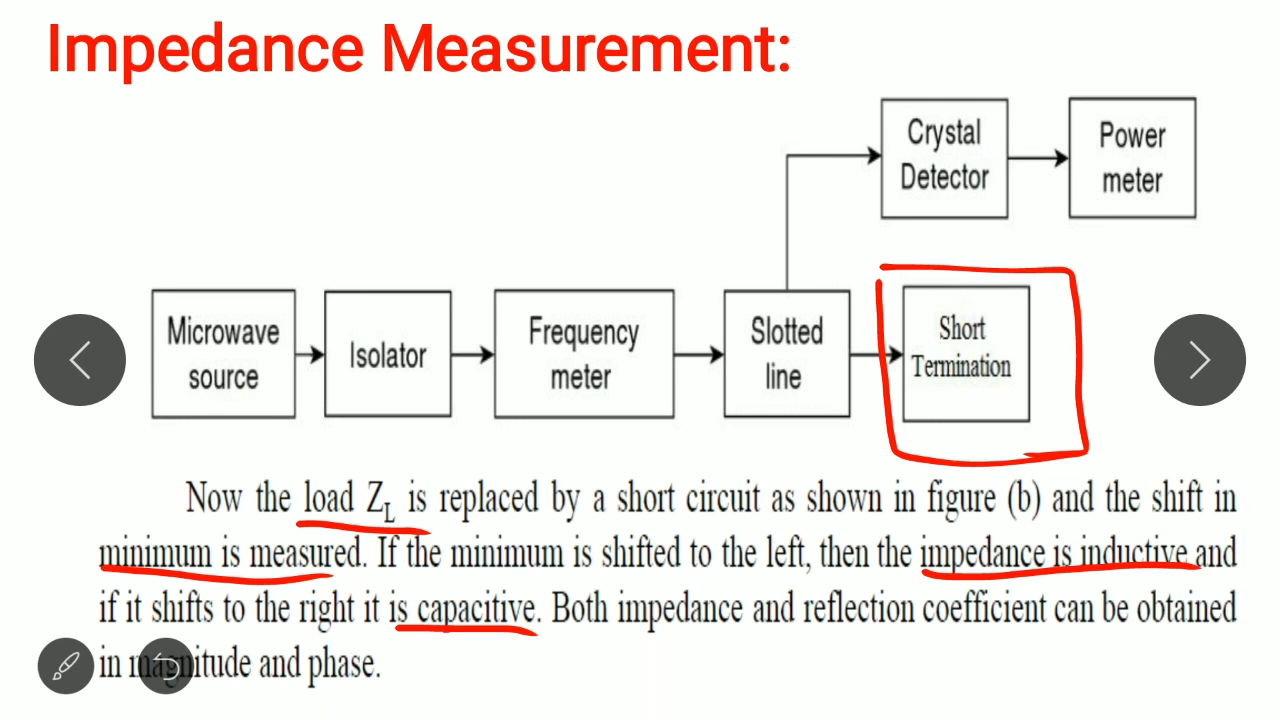 Impedance Measurement:
Crystal
Detector
Power
meter
Microwave
source
Isolator
Frequency
meter
Slotted
line
Short
Termination
Now the load ZL is replaced by a short circuit as shown in figure (b) and the shift in
minimum is measured. If the minimum is shifted to the left, then the impedance is inductive and
if it shifts to the right it is capacitive. Both impedance and reflection coefficient can be obtained
in magnitude and phase.